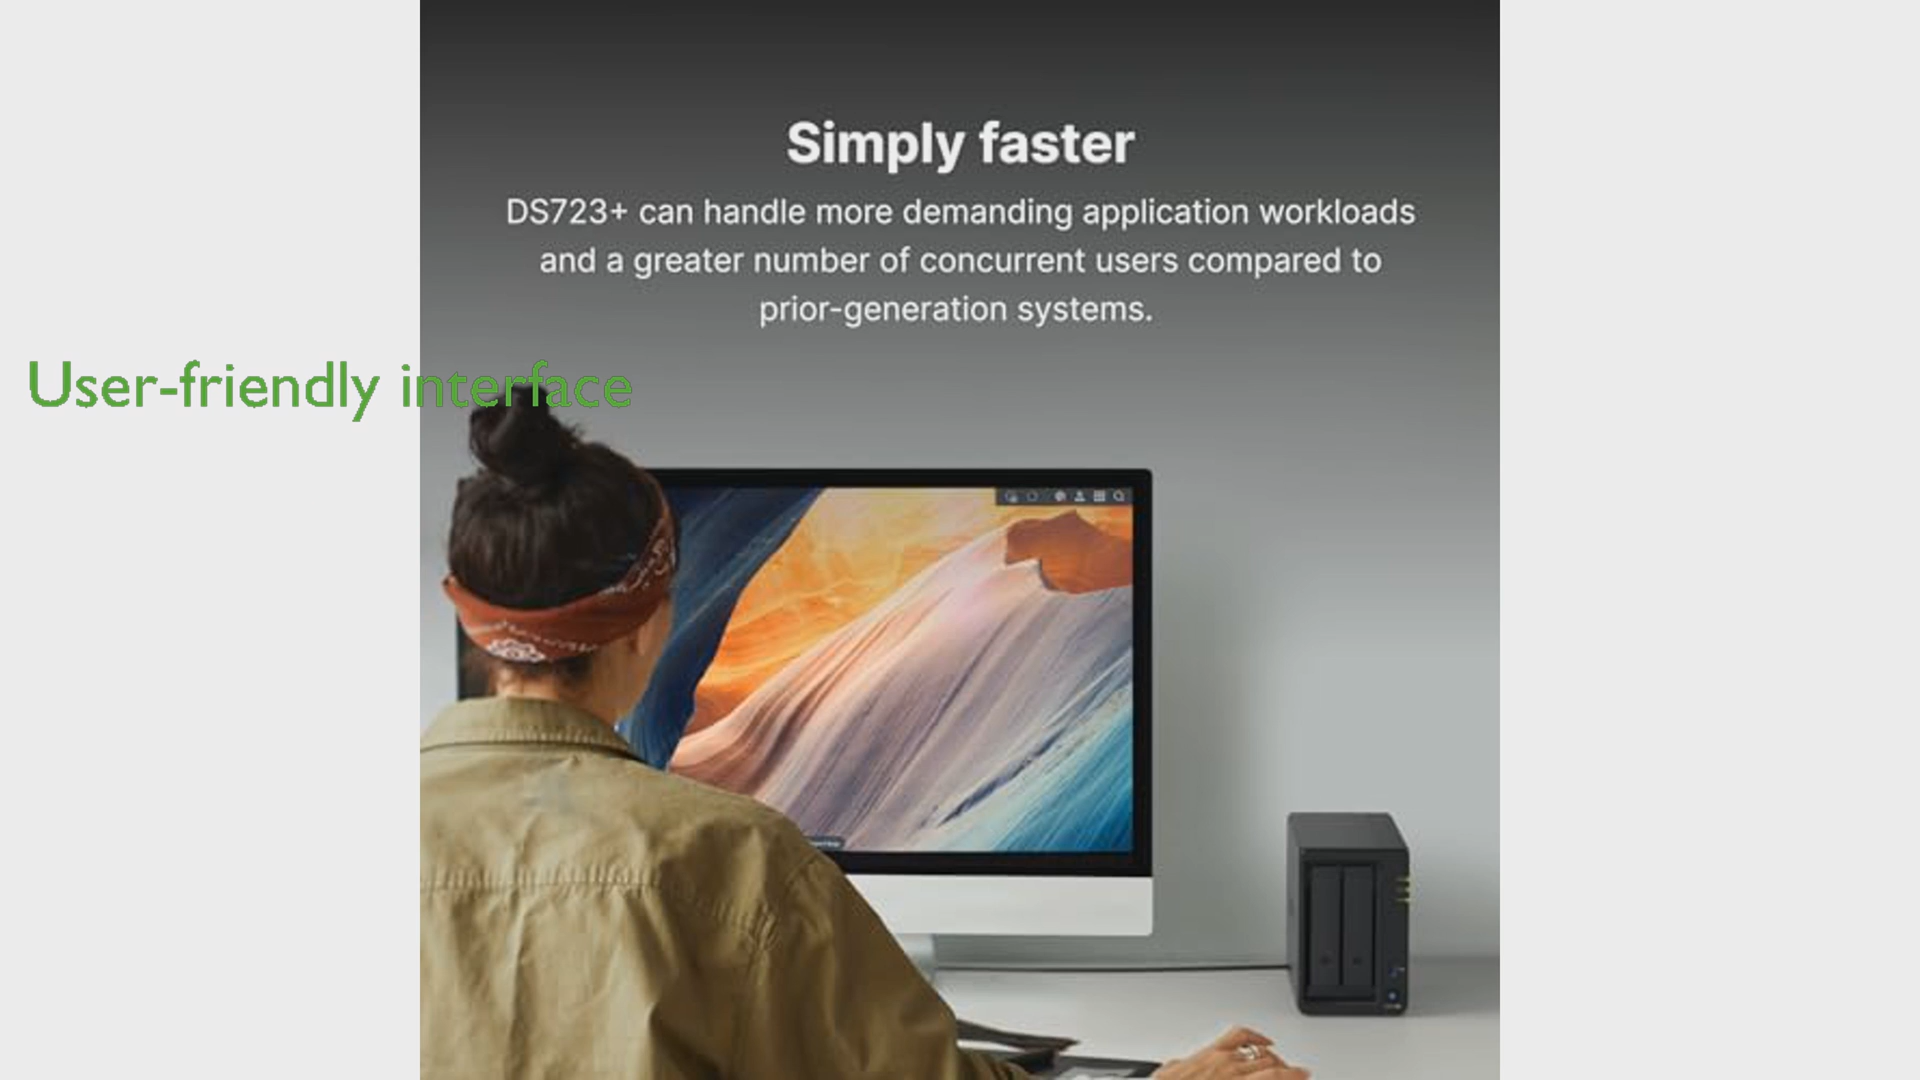 Simply faster
DS723+ can handle more demanding application workloads
and a greater number of concurrent users compared to
prior-generation systems.
User-friendly interface